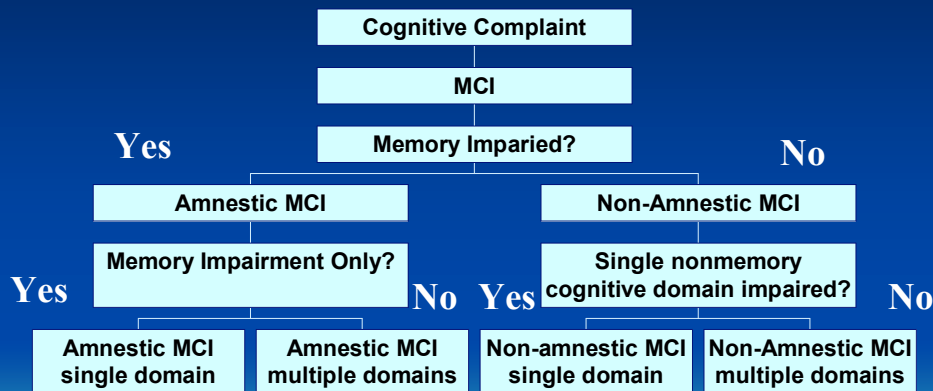 Cognitive Complaint
MCI
Memory Imparied?
Yes
No
Amnestic MCI
Non-Amnestic MCI
Memory Impairment Only?
Single nonmemory
cognitive domain impaired?
Yes
No
Yes
No
Amnestic MCI
single domain
Amnestic MCI
multiple domains
Non-amnestic MCI
single domain
Non-Amnestic MCI
multiple domains